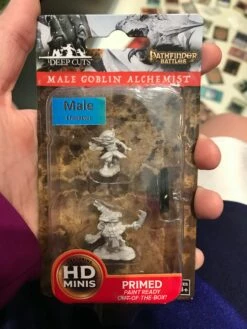 DEEP CUTS
PATHFINDER
BATTLES
MALE GOBLIN ALCHEMIST
Male
HD
MINIS
PRIMED
PAINT READY
OUT-OF-THE-BOX!